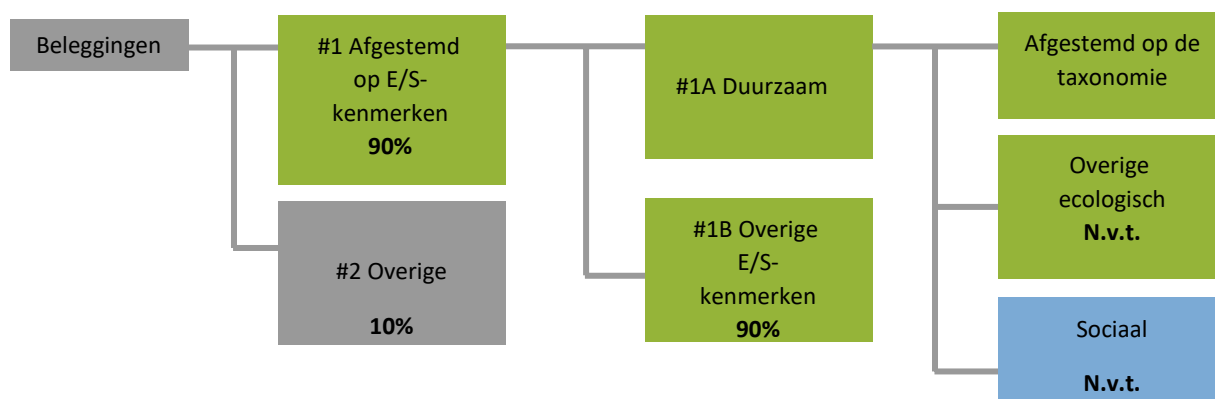 Beleggingen
#1 Afgestemd
op E/S-
kenmerken
90%
#2 Overige
10%
#1A Duurzaam
#1B Overige
E/S-
kenmerken
90%
Afgestemd op de
taxonomie
Overige
ecologisch
N.v.t.
Sociaal
N.v.t.